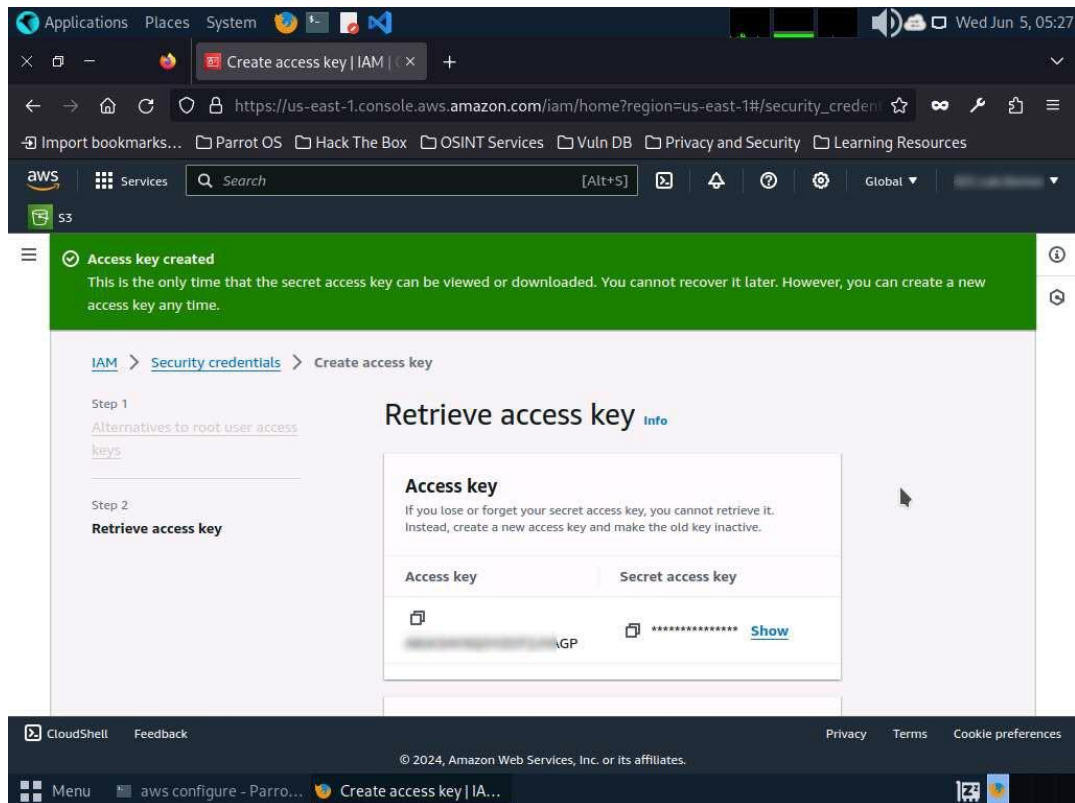 Applications Places System Wed Jun 5, 05:27
Create access key | IAM |
https://us-east-1.console.aws.amazon.com/iam/home?region=us-east-1#/security_creden
Import bookmarks... Parrot OS Hack The Box OSINT Services Vuln DB Privacy and Security Learning Resources
aws Services Search [Alt+S] Global
S3
Access key created
This is the only time that the secret access key can be viewed or downloaded. You cannot recover it later. However, you can create a new
access key any time.
IAM > Security credentials > Create access key
Step 1
Alternatives to root user access
keys
Step 2
Retrieve access key
Retrieve access key Info
Access key
If you lose or forget your secret access key, you cannot retrieve it.
Instead, create a new access key and make the old key inactive.
Access key Secret access key
GP *************** Show
CloudShell Feedback Privacy Terms Cookie preferences
© 2024, Amazon Web Services, Inc. or its affiliates.
Menu aws configure - Parro... Create access key | IA...